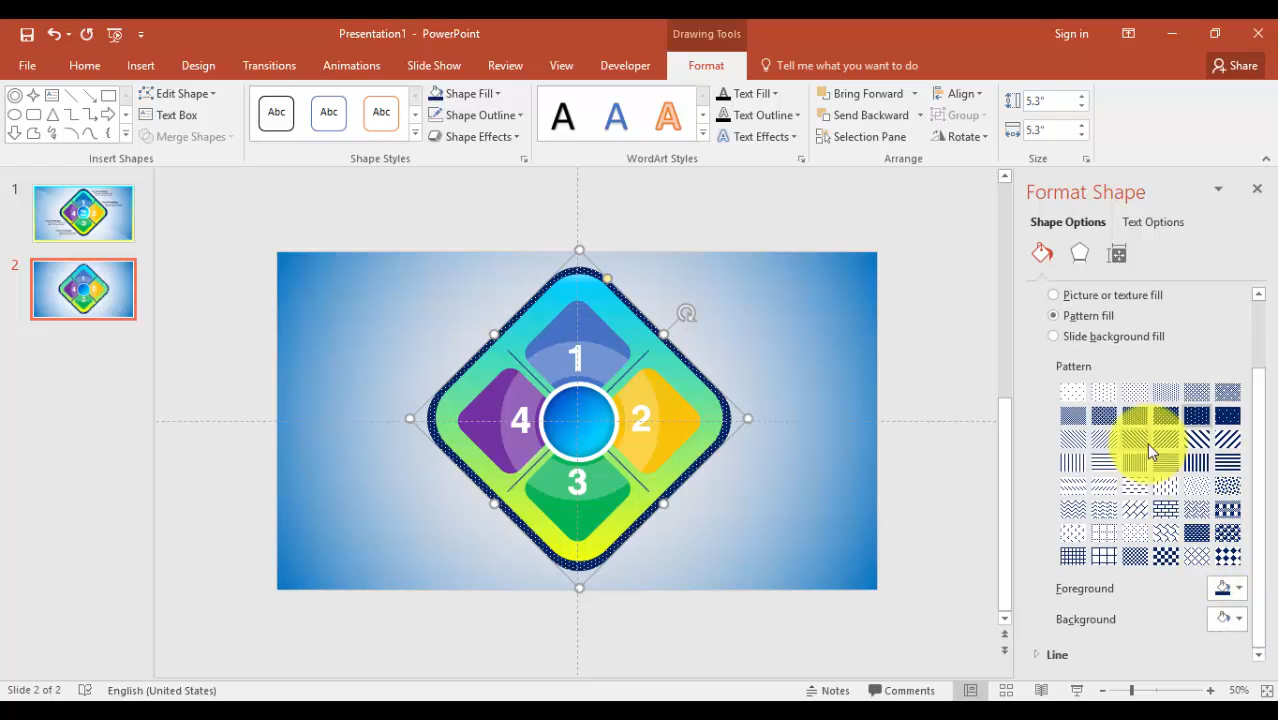 Presentation1 - PowerPoint
Drawing Tools
Sign in
File Home Insert Design Transitions Animations Slide Show Review View Developer Format Tell me what you want to do Share
Edit Shape
Text Box
Merge Shapes
Insert Shapes
Abc Abc Abc
Shape Fill
Shape Outline
Shape Effects
Shape Styles
A A A
Text Fill
Text Outline
Text Effects
WordArt Styles
Bring Forward
Send Backward
Selection Pane
Align
Group
Rotate
Arrange
5.3"
5.3"
Size
1
2
1
2
3
4
Format Shape
Shape Options Text Options
Picture or texture fill
Pattern fill
Slide background fill
Pattern
Foreground
Background
Line
Slide 2 of 2 English (United States) Notes Comments 50%